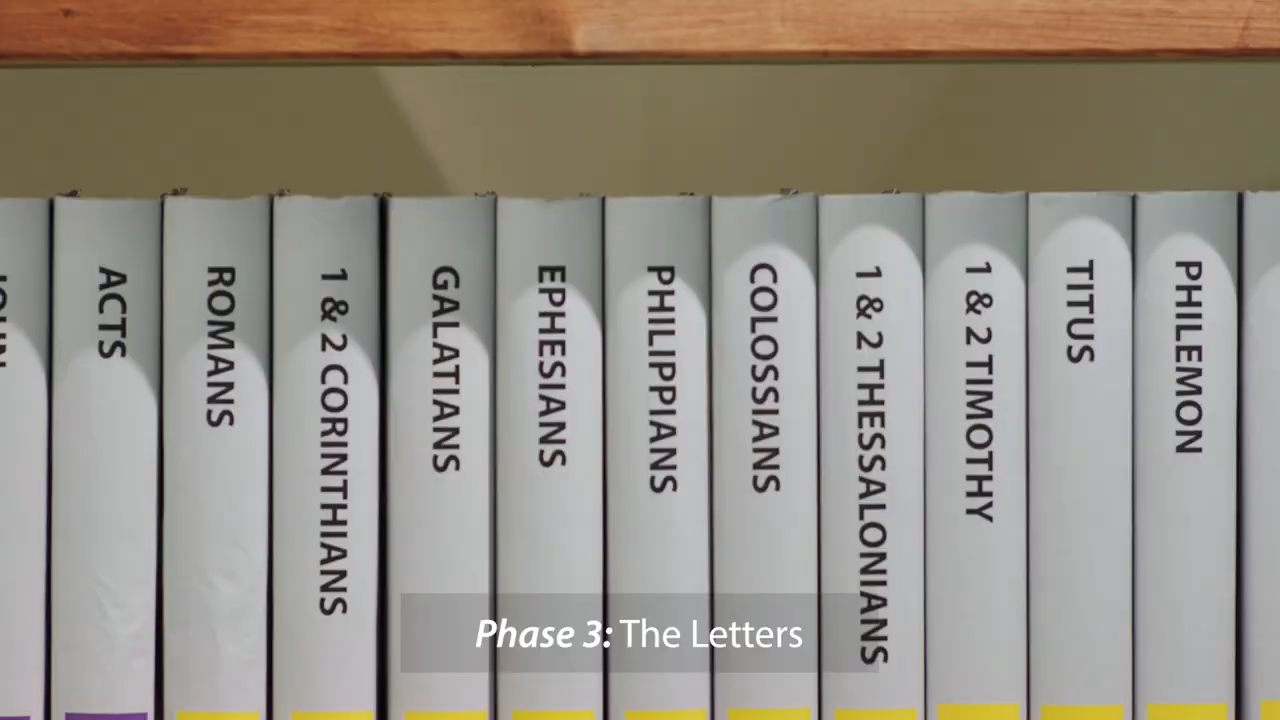 JOHN
ACTS
ROMANS
1 & 2 CORINTHIANS
GALATIANS
EPHESIANS
PHILIPPIANS
COLOSSIANS
1 & 2 THESSALONIANS
1 & 2 TIMOTHY
TITUS
PHILEMON
Phase 3: The Letters